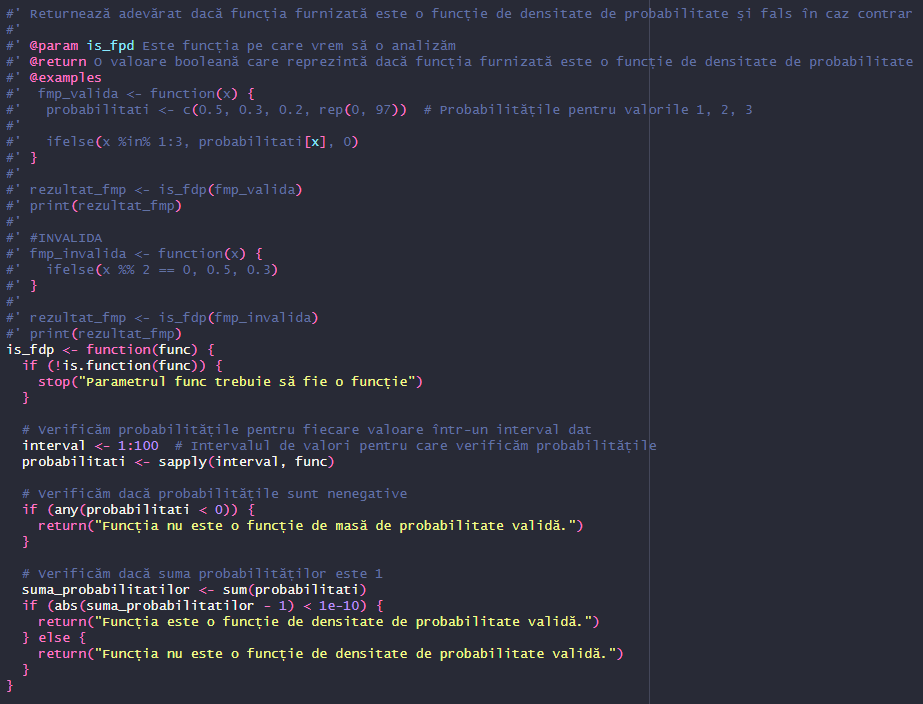 #' Returnează adevărat dacă funcția furnizată este o funcție de densitate de probabilitate și fals în caz contrar
#'
#' @param is_fpd Este funcția pe care vrem să o analizăm
#' @return O valoare booleană care reprezintă dacă funcția furnizată este o funcție de densitate de probabilitate
#' @examples
#'  fmp_valida <- function(x) {
#'   probabilitati <- c(0.5, 0.3, 0.2, rep(0, 97))  # Probabilitățile pentru valorile 1, 2, 3
#'
#'   ifelse(x %in% 1:3, probabilitati[x], 0)
#' }
#'
#' rezultat_fmp <- is_fdp(fmp_valida)
#' print(rezultat_fmp)
#'
#' #INVALIDA
#' fmp_invalida <- function(x) {
#'   ifelse(x %% 2 == 0, 0.5, 0.3)
#' }
#'
#' rezultat_fmp <- is_fdp(fmp_invalida)
#' print(rezultat_fmp)
is_fdp <- function(func) {
  if (!is.function(func)) {
    stop("Parametrul func trebuie să fie o funcție")
  }

  # Verificăm probabilitățile pentru fiecare valoare într-un interval dat
  interval <- 1:100  # Intervalul de valori pentru care verificăm probabilitățile
  probabilitati <- sapply(interval, func)

  # Verificăm dacă probabilitățile sunt nenegative
  if (any(probabilitati < 0)) {
    return("Funcția nu este o funcție de masă de probabilitate validă.")
  }

  # Verificăm dacă suma probabilităților este 1
  suma_probabilitatilor <- sum(probabilitati)
  if (abs(suma_probabilitatilor - 1) < 1e-10) {
    return("Funcția este o funcție de densitate de probabilitate validă.")
  } else {
    return("Funcția nu este o funcție de densitate de probabilitate validă.")
  }
}